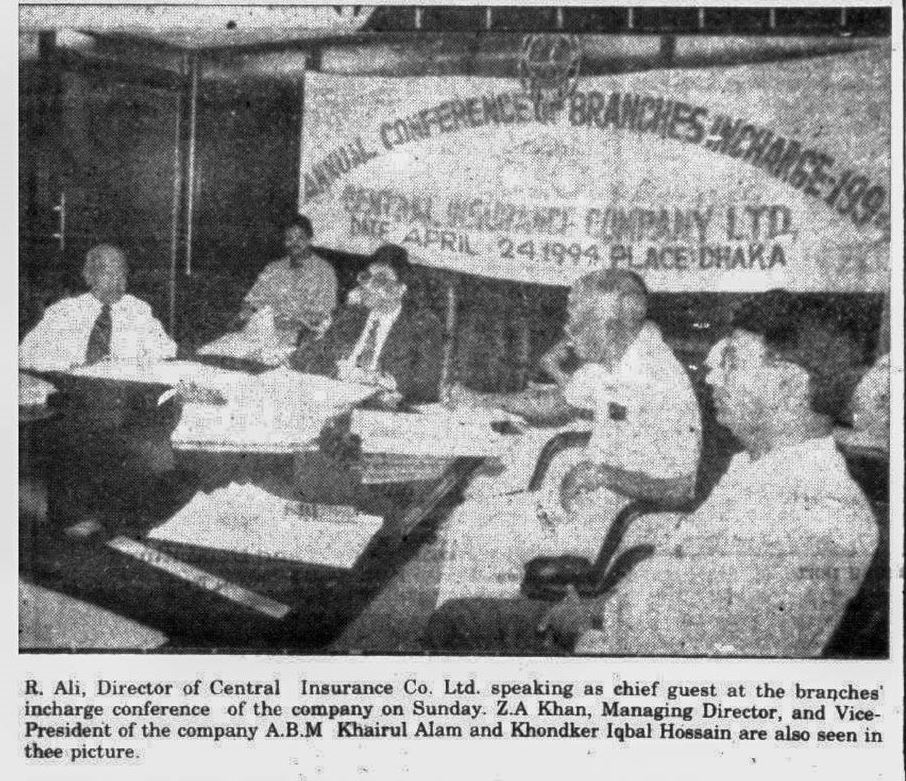 ANNUAL CONFERENCE OF BRANCHES INCHARGE-199
CENTRAL INSURANCE COMPANY LTD,
DATE APRIL 24 1994 PLACE:DHAKA
R. Ali, Director of Central Insurance Co. Ltd. speaking as chief guest at the branches'
incharge conference of the company on Sunday. Z.A Khan, Managing Director, and Vice-
President of the company A.B.M Khairul Alam and Khondker Iqbal Hossain are also seen in
thee picture.